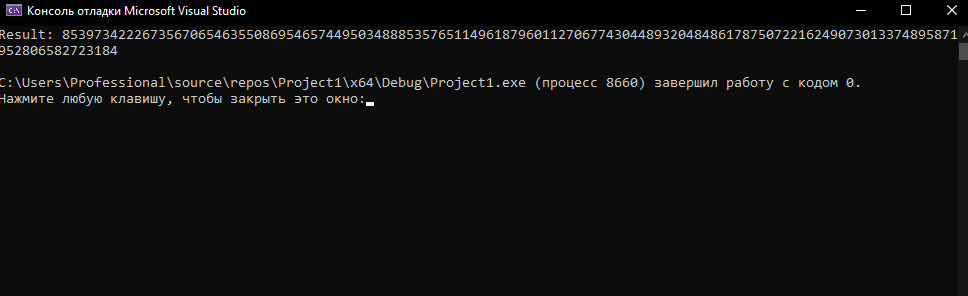 Консоль отладки Microsoft Visual Studio
Result: 8539734222673567065463550869546574495034888535765114961879601127067743044893204848617875072216249073013374895871
952806582723184
C:\Users\Professional\source\repos\Project1\x64\Debug\Project1.exe (процесс 8660) завершил работу с кодом 0.
Нажмите любую клавишу, чтобы закрыть это окно: